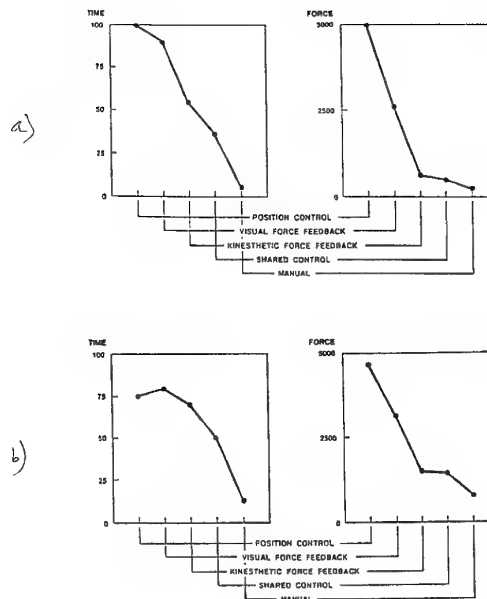 TIME
FORCE
100
75
50
25
0
5000
2500
0
a)
POSITION CONTROL
VISUAL FORCE FEEDBACK
KINESTHETIC FORCE FEEDBACK
SHARED CONTROL
MANUAL
TIME
FORCE
100
75
50
25
0
5000
2500
0
b)
POSITION CONTROL
VISUAL FORCE FEEDBACK
KINESTHETIC FORCE FEEDBACK
SHARED CONTROL
MANUAL